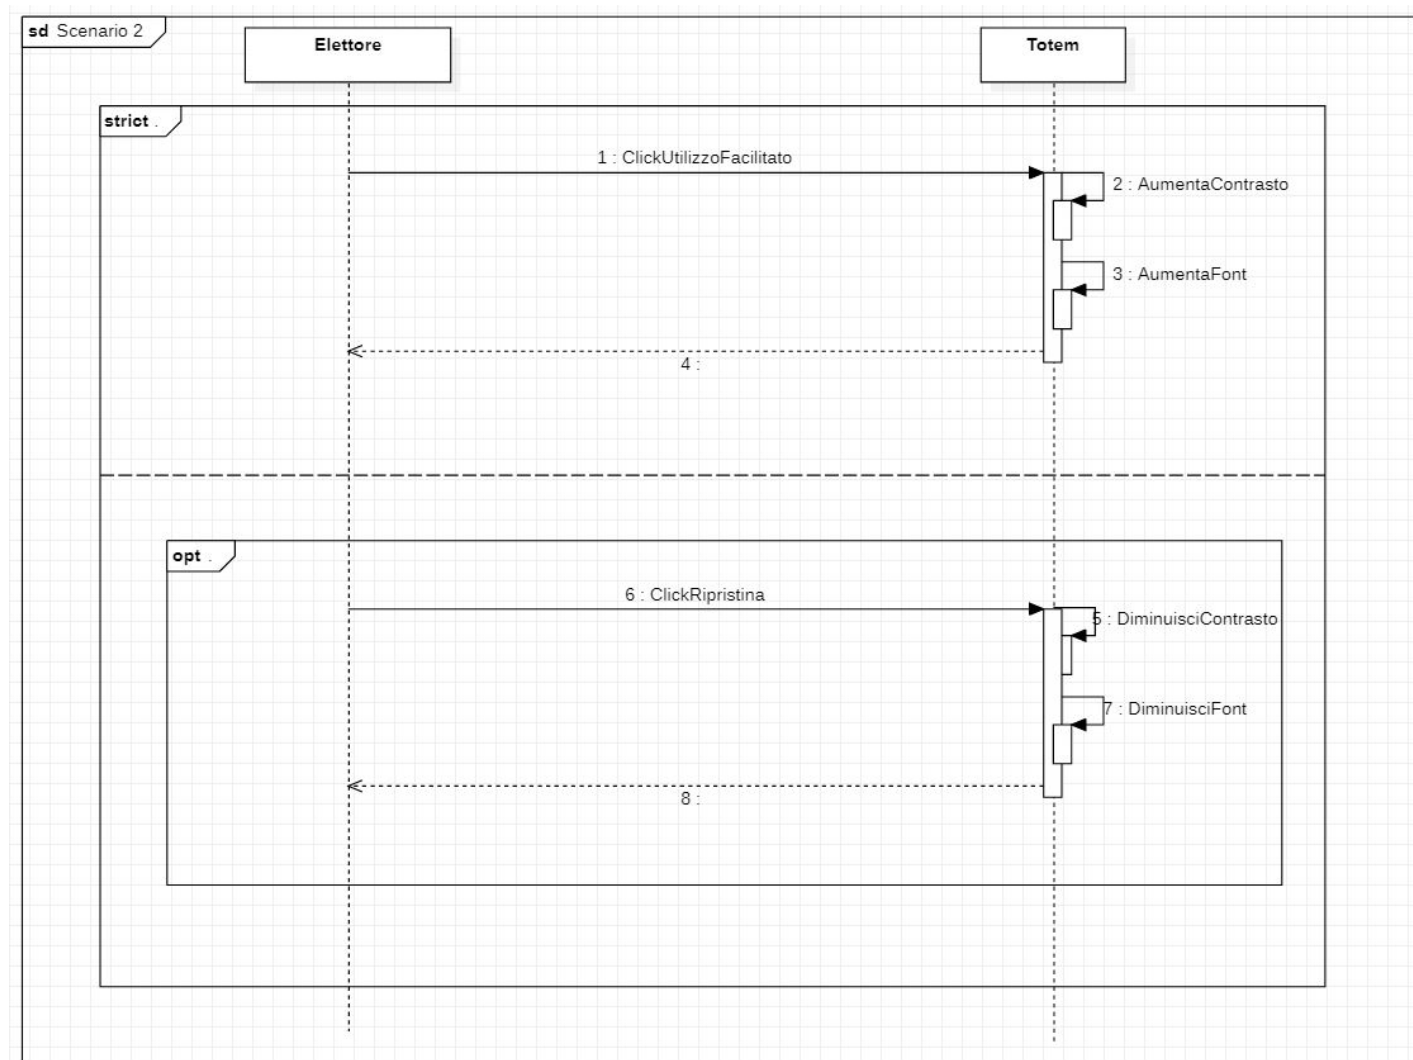 sd Scenario 2
Elettore
Totem
strict .
1 : ClickUtilizzoFacilitato
2 : AumentaContrasto
3 : AumentaFont
4 :
opt .
6 : ClickRipristina
5 : DiminuisciContrasto
7 : DiminuisciFont
8 :